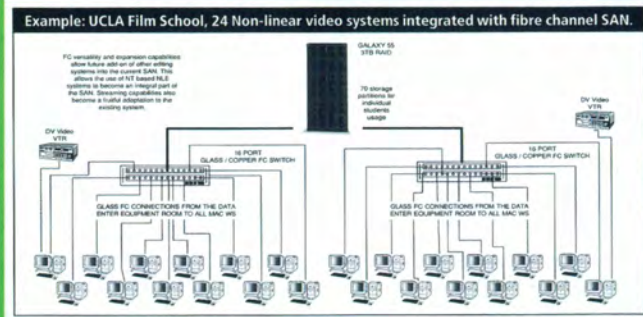 Example: UCLA Film School, 24 Non-linear video systems integrated with fibre channel SAN.
FC versatility and expansion capabilities
allow future add-on of other editing
systems into the current SAN. This
allows the use of NT based NLE
systems to become an integral part of
the SAN. Streaming capabilities also
become a fruitful adaptation to the
existing system.
GALAXY 55
3TB RAID
70 storage
partitions for
individual
students
usage
DV Video
VTR
16 PORT
GLASS / COPPER FC SWITCH
GLASS FC CONNECTIONS FROM THE DATA
ENTER EQUIPMENT ROOM TO ALL MAC WS
DV Video
VTR
16 PORT
GLASS / COPPER FC SWITCH
GLASS FC CONNECTIONS FROM THE DATA
ENTER EQUIPMENT ROOM TO ALL MAC WS